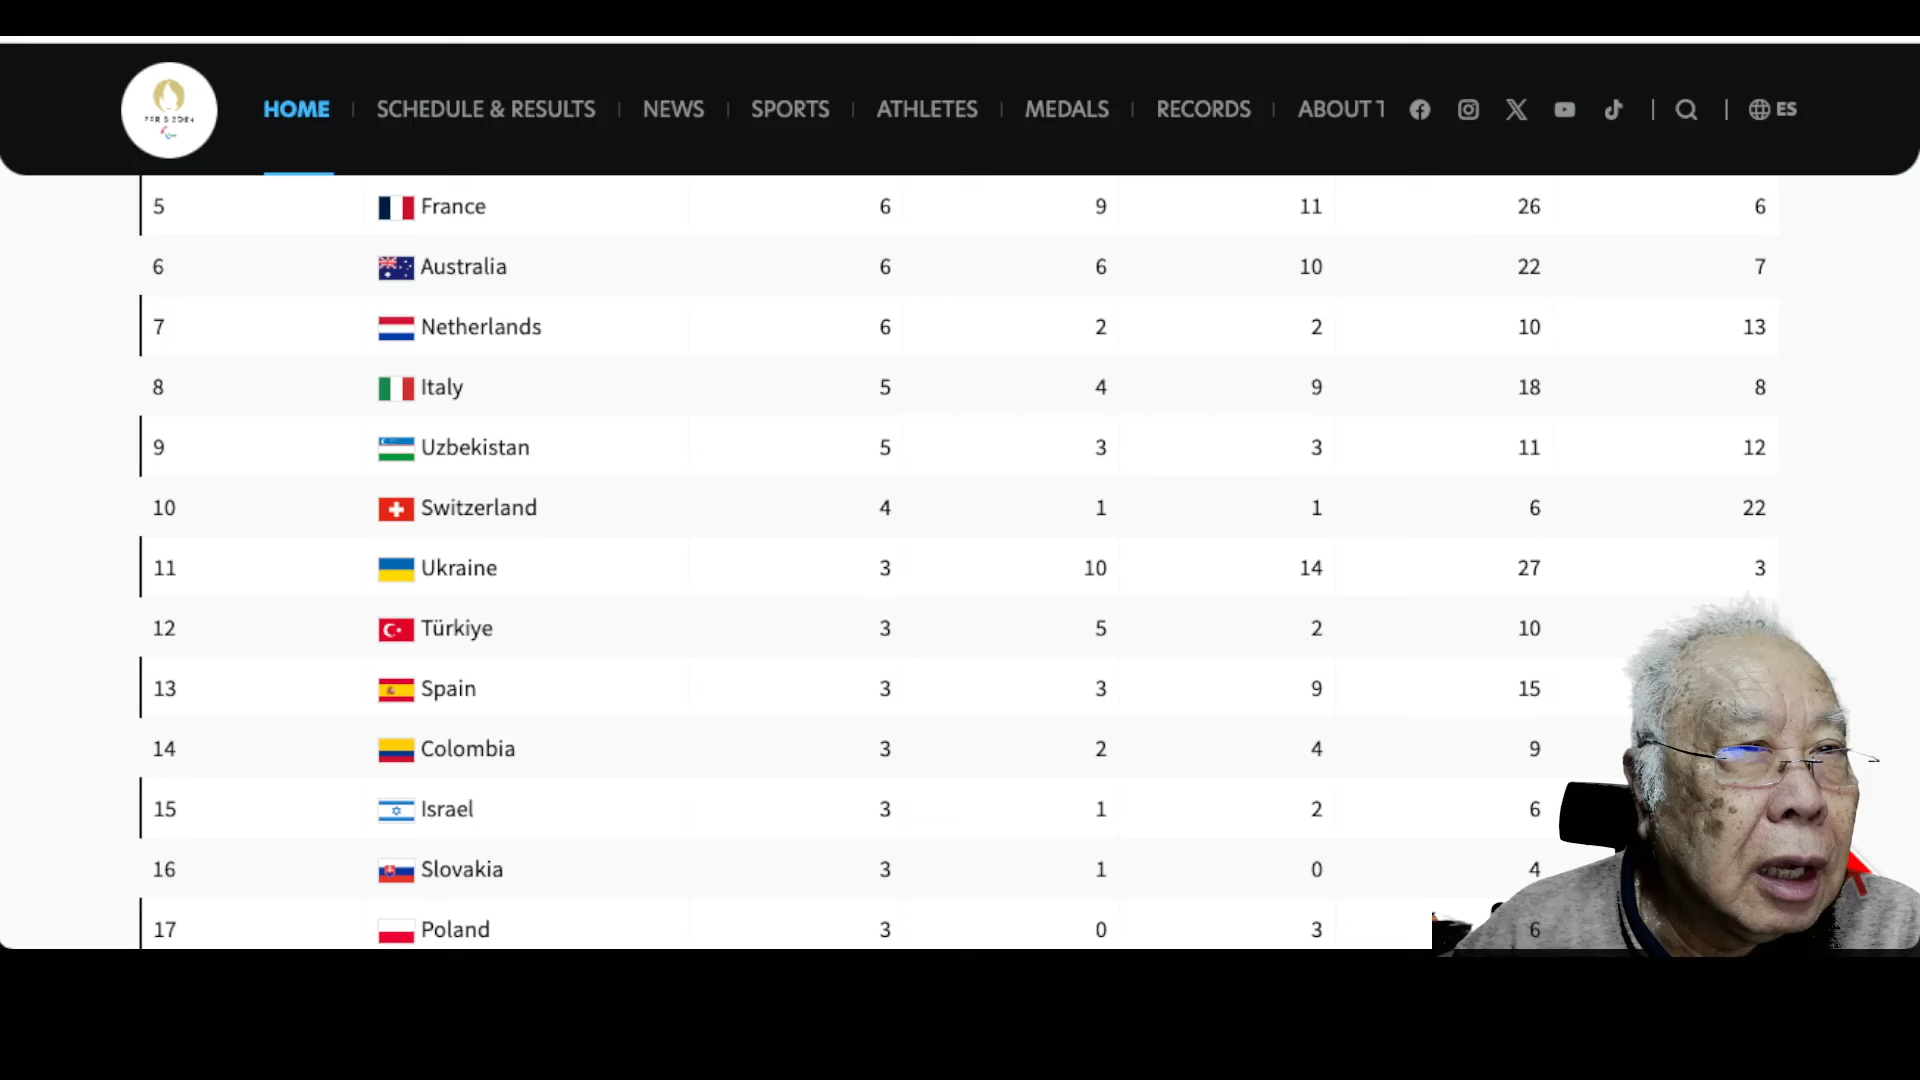 PARIS 2024
HOME SCHEDULE & RESULTS NEWS SPORTS ATHLETES MEDALS RECORDS ABOUT ES
5 France 6 9 11 26 6
6 Australia 6 6 10 22 7
7 Netherlands 6 2 2 10 13
8 Italy 5 4 9 18 8
9 Uzbekistan 5 3 3 11 12
10 Switzerland 4 1 1 6 22
11 Ukraine 3 10 14 27 3
12 Türkiye 3 5 2 10
13 Spain 3 3 9 15
14 Colombia 3 2 4 9
15 Israel 3 1 2 6
16 Slovakia 3 1 0 4
17 Poland 3 0 3 6